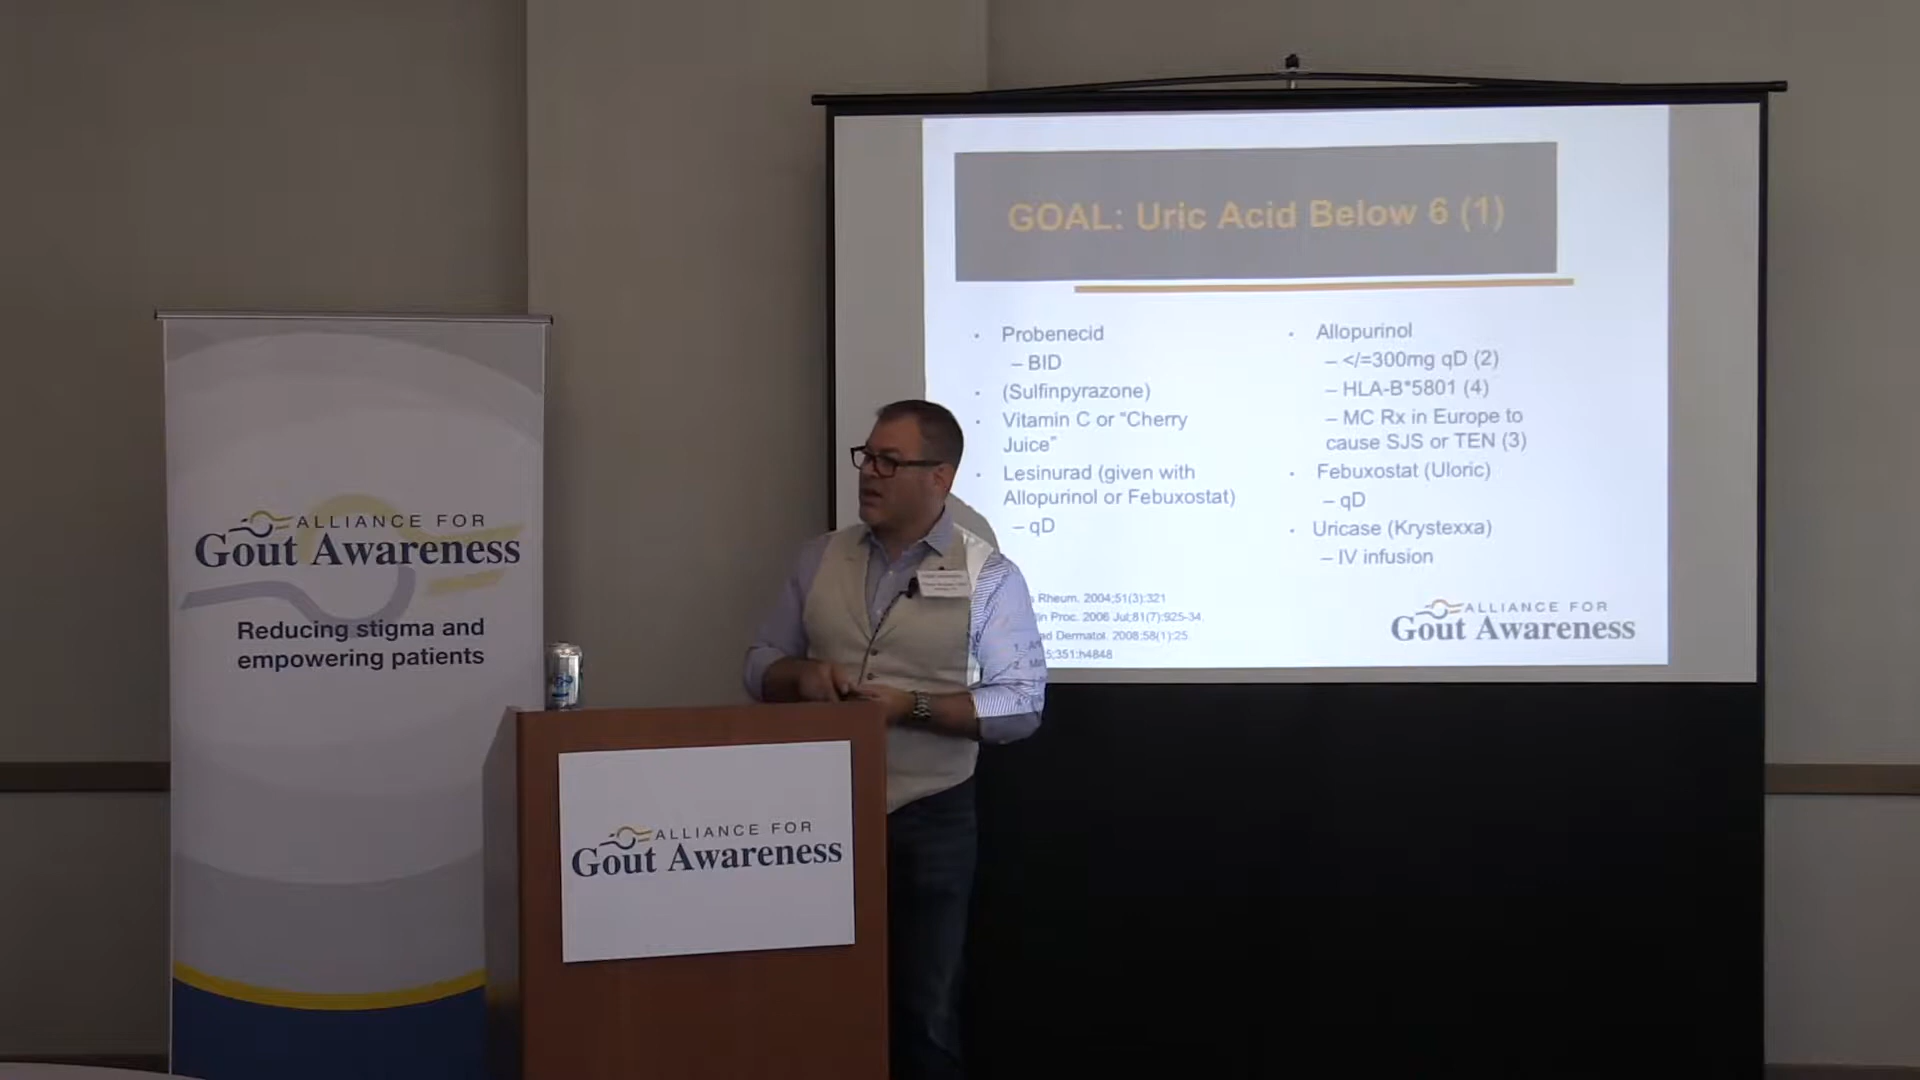 ALLIANCE FOR
Gout Awareness
Reducing stigma and
empowering patients
ALLIANCE FOR
Gout Awareness
GOAL: Uric Acid Below 6 (1)
• Probenecid
– BID
• (Sulfinpyrazone)
• Vitamin C or “Cherry
Juice”
• Lesinurad (given with
Allopurinol or Febuxostat)
– qD
• Allopurinol
– </=300mg qD (2)
– HLA-B*5801 (4)
– MC Rx in Europe to
cause SJS or TEN (3)
• Febuxostat (Uloric)
– qD
• Uricase (Krystexxa)
– IV infusion
Rheum. 2004;51(3):321
Proc. 2006 Jul;81(7):925-34.
Dermatol. 2008;58(1):25.
351:h4848
ALLIANCE FOR
Gout Awareness